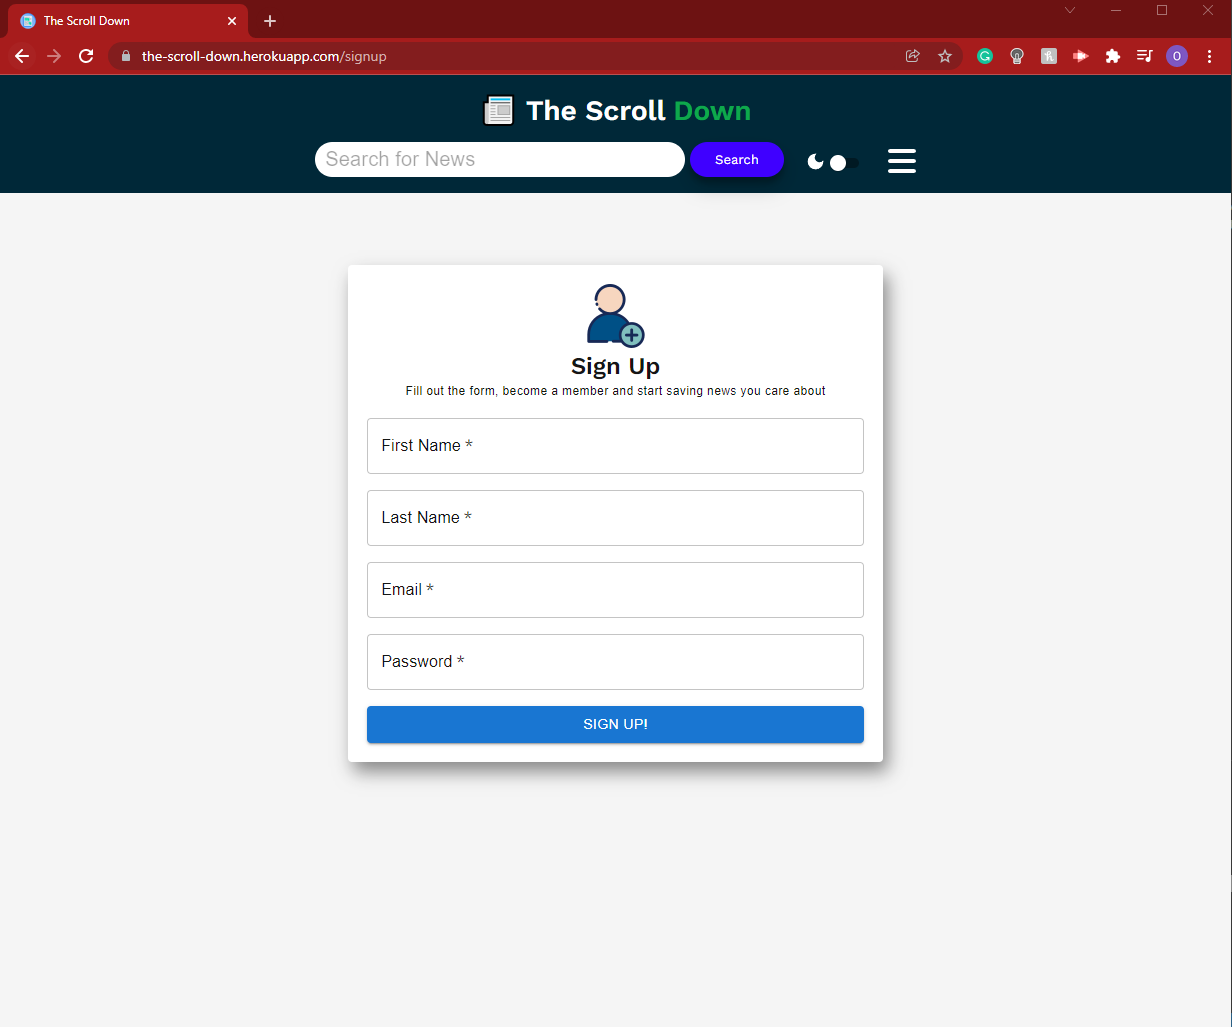 The Scroll Down
the-scroll-down.herokuapp.com/signup
G
O
The Scroll Down
Search for News
Search
Sign Up
Fill out the form, become a member and start saving news you care about
First Name *
Last Name *
Email *
Password *
SIGN UP!